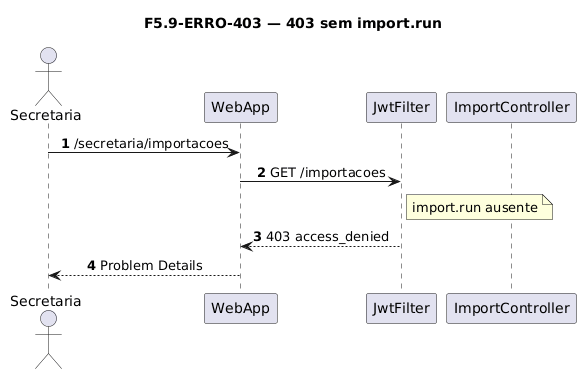 F5.9-ERRO-403 — 403 sem import.run
Secretaria
WebApp
JwtFilter
ImportController
1 /secretaria/importacoes
2 GET /importacoes
import.run ausente
3 403 access_denied
4 Problem Details
Secretaria
WebApp
JwtFilter
ImportController